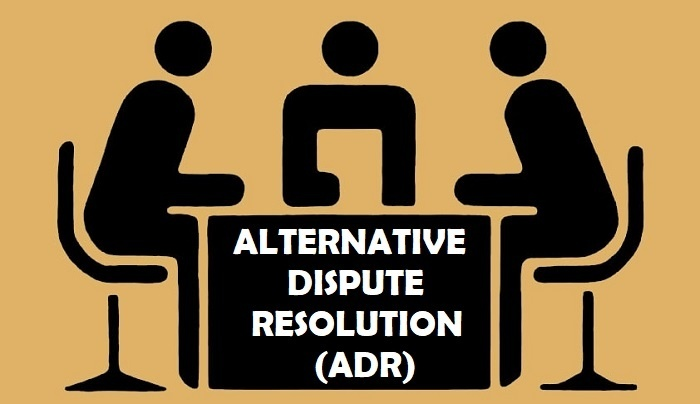 ALTERNATIVE
DISPUTE
RESOLUTION
(ADR)